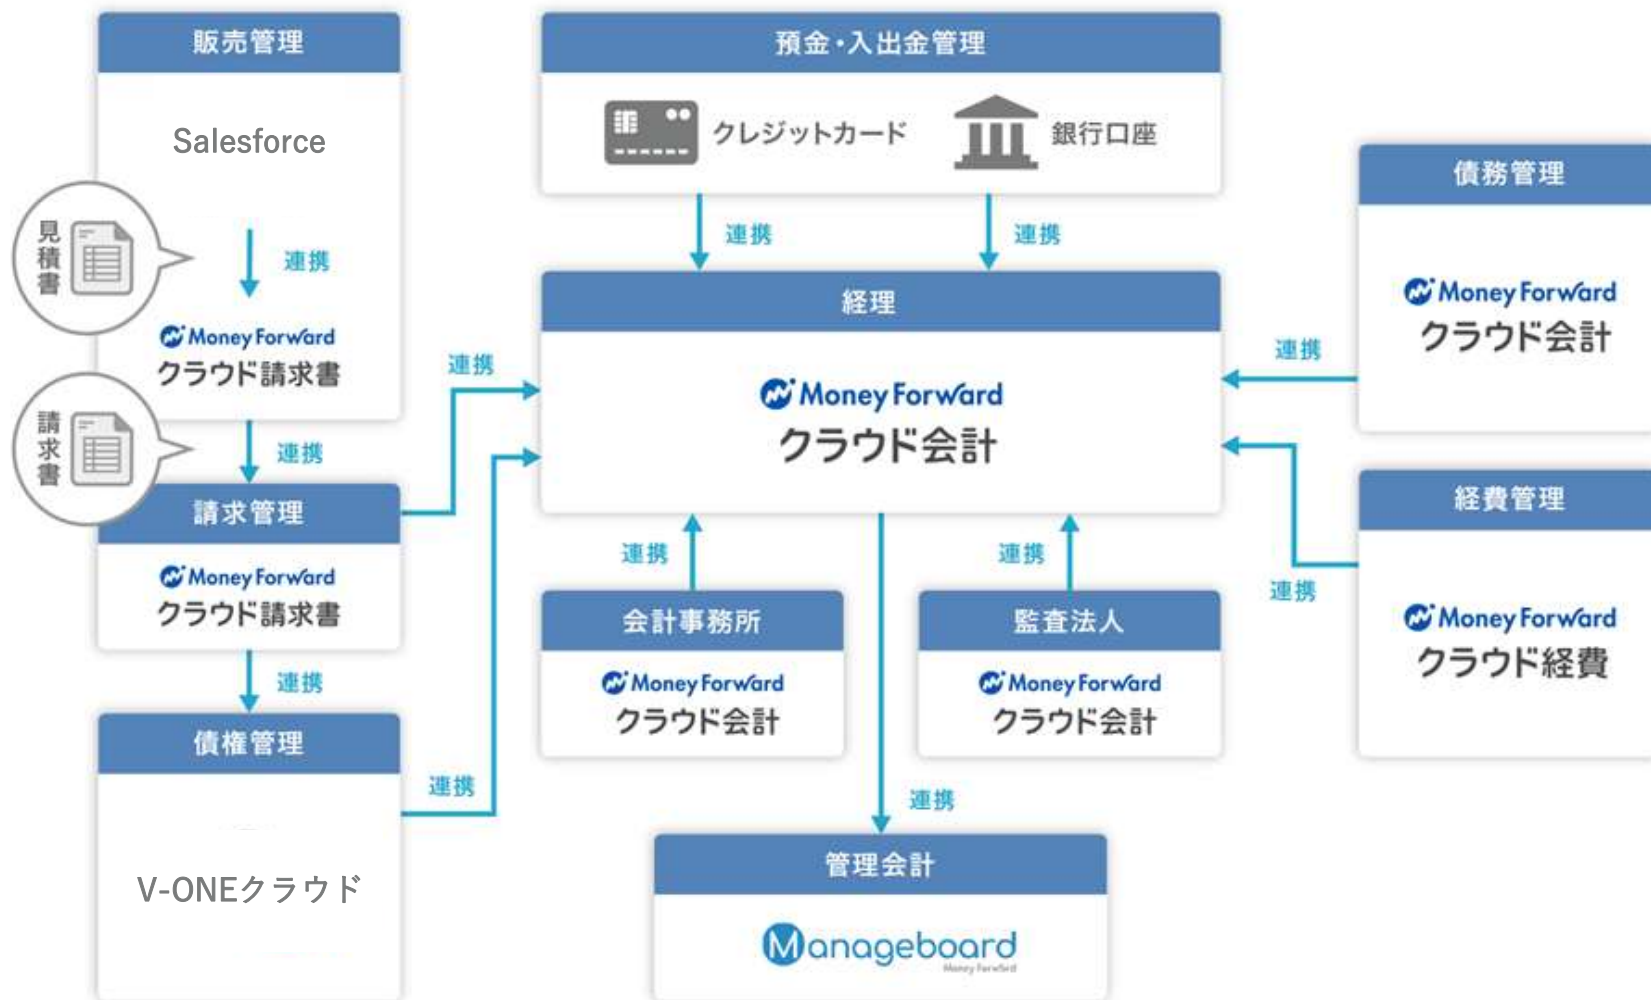 販売管理
Salesforce
見積書
連携
Money Forward
クラウド請求書
請求書
連携
請求管理
Money Forward
クラウド請求書
連携
債権管理
V-ONEクラウド
連携
連携
預金・入出金管理
クレジットカード
銀行口座
連携
連携
経理
Money Forward
クラウド会計
連携
連携
会計事務所
Money Forward
クラウド会計
監査法人
Money Forward
クラウド会計
連携
管理会計
Manageboard
Money Forward
債務管理
Money Forward
クラウド会計
連携
経費管理
Money Forward
クラウド経費
連携